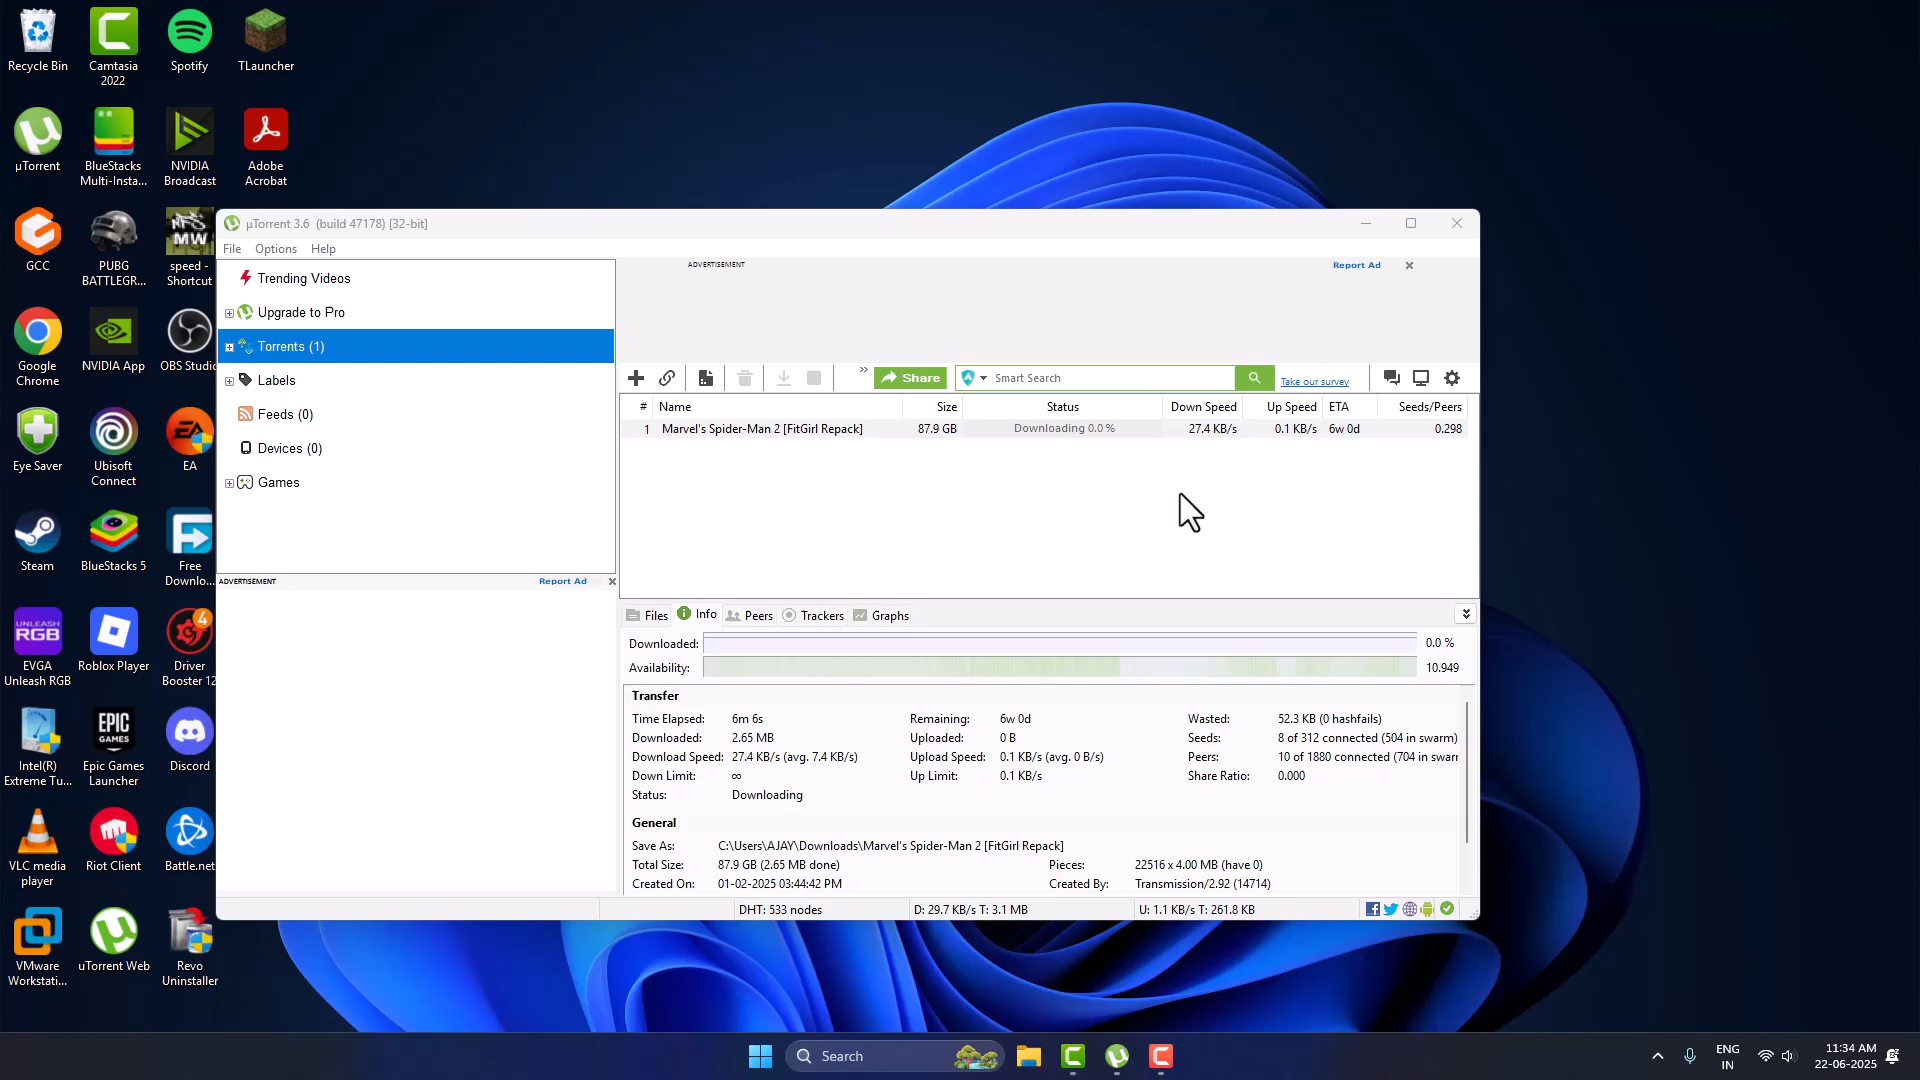 Recycle Bin
Camtasia
2022
Spotify
TLauncher
µTorrent
BlueStacks
Multi-Insta...
NVIDIA
Broadcast
Adobe
Acrobat
GCC
PUBG
BATTLEGR...
NFS
MW
speed -
Shortcut
Google
Chrome
NVIDIA App
OBS Studio
Eye Saver
Ubisoft
Connect
EA
EA
Steam
BlueStacks 5
Free
Downlo...
UNLEASH
RGB
EVGA
Unleash RGB
Roblox Player
4
Driver
Booster 12
Intel(R)
Extreme Tu...
EPIC
GAMES
Epic Games
Launcher
Discord
VLC media
player
Riot Client
Battle.net
VMware
Workstati...
uTorrent Web
Revo
Uninstaller
µTorrent 3.6 (build 47178) [32-bit]
File Options Help
Trending Videos
Upgrade to Pro
Torrents (1)
Labels
Feeds (0)
Devices (0)
Games
ADVERTISEMENT Report Ad
ADVERTISEMENT Report Ad
Share Smart Search Take our survey
# Name Size Status Down Speed Up Speed ETA Seeds/Peers
1 Marvel's Spider-Man 2 [FitGirl Repack] 87.9 GB Downloading 0.0 % 27.4 KB/s 0.1 KB/s 6w 0d 0.298
Files Info Peers Trackers Graphs
Downloaded: 0.0 %
Availability: 10.949
Transfer
Time Elapsed: 6m 6s Remaining: 6w 0d Wasted: 52.3 KB (0 hashfails)
Downloaded: 2.65 MB Uploaded: 0 B Seeds: 8 of 312 connected (504 in swarm)
Download Speed: 27.4 KB/s (avg. 7.4 KB/s) Upload Speed: 0.1 KB/s (avg. 0 B/s) Peers: 10 of 1880 connected (704 in swarr
Down Limit: ∞ Up Limit: 0.1 KB/s Share Ratio: 0.000
Status: Downloading
General
Save As: C:\Users\AJAY\Downloads\Marvel's Spider-Man 2 [FitGirl Repack]
Total Size: 87.9 GB (2.65 MB done) Pieces: 22516 x 4.00 MB (have 0)
Created On: 01-02-2025 03:44:42 PM Created By: Transmission/2.92 (14714)
DHT: 533 nodes D: 29.7 KB/s T: 3.1 MB U: 1.1 KB/s T: 261.8 KB
Search
ENG
IN
11:34 AM
22-06-2025